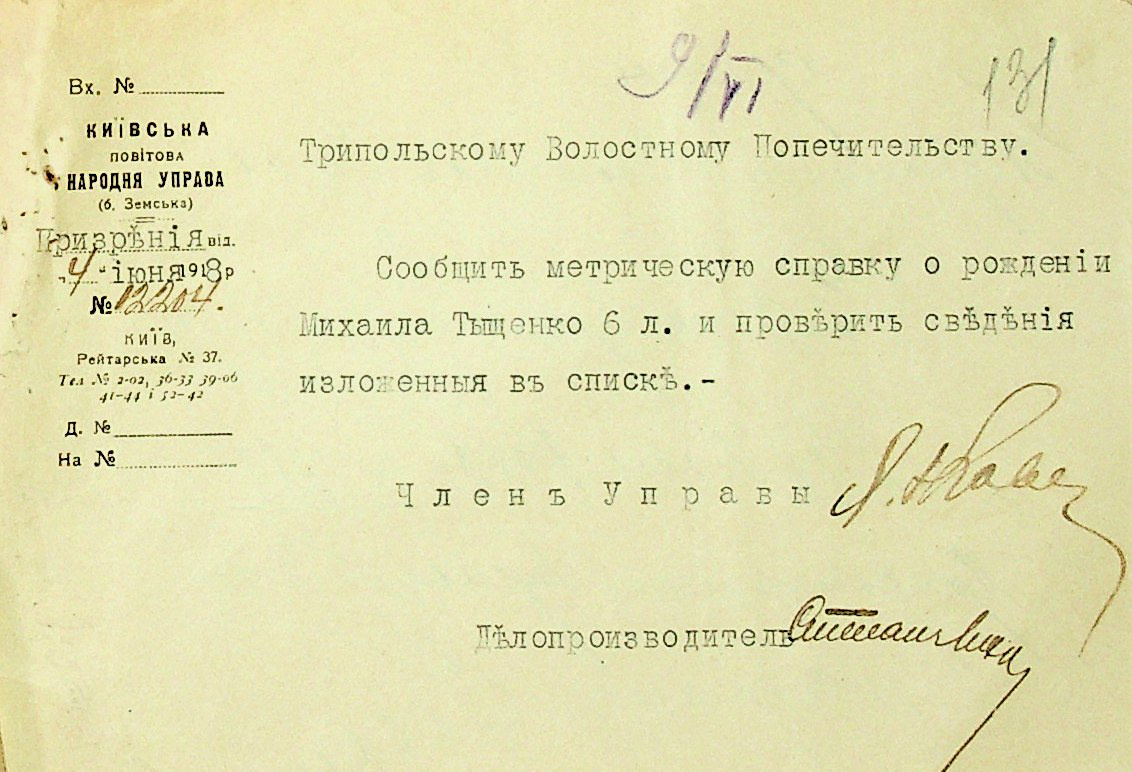 9/VI
131
Вх. №
КИЇВСЬКА
ПОВІТОВА
НАРОДНЯ УПРАВА
(б. Земська)
Призрѣнія від.
„4" іюня 1918 р
№ 12204.
КИЇВ,
Рейтарська № 37.
Тел № 2-02, 36-33 39-06
41-44 і 52-42
Д. №
На №
Трипольскому Волостному Попечительству.
Сообщить метрическую справку о рожденіи
Михаила Тыщенко 6 л. и провѣрить свѣдѣнія
изложенныя въ спискѣ.-
Членъ Управы
Дѣлопроизводитель